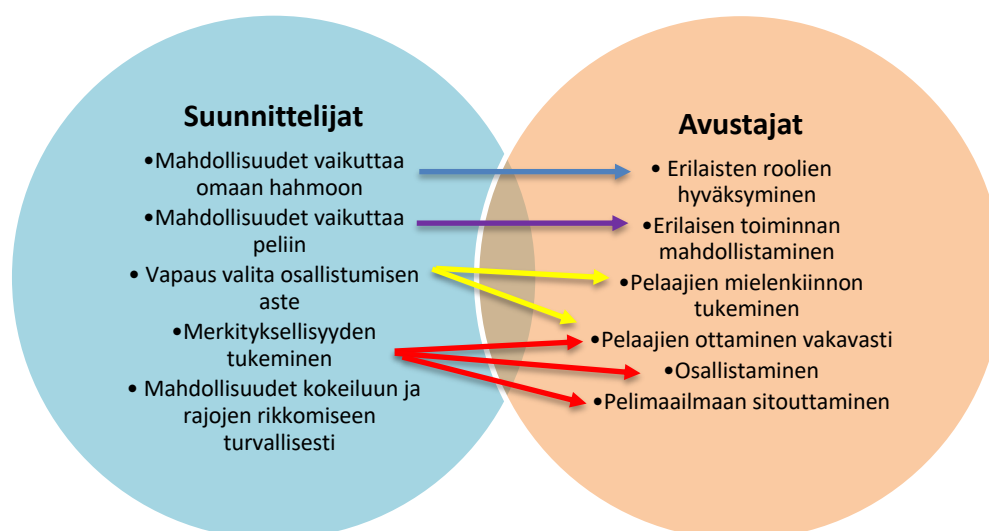 Suunnittelijat
•Mahdollisuudet vaikuttaa
omaan hahmoon
•Mahdollisuudet vaikuttaa
peliin
• Vapaus valita osallistumisen
aste
•Merkityksellisyyden
tukeminen
• Mahdollisuudet kokeiluun ja
rajojen rikkomiseen
turvallisesti
Avustajat
• Erilaisten roolien
hyväksyminen
•Erilaisen toiminnan
mahdollistaminen
•Pelaajien mielenkiinnon
tukeminen
•Pelaajien ottaminen vakavasti
•Osallistaminen
•Pelimaailmaan sitouttaminen